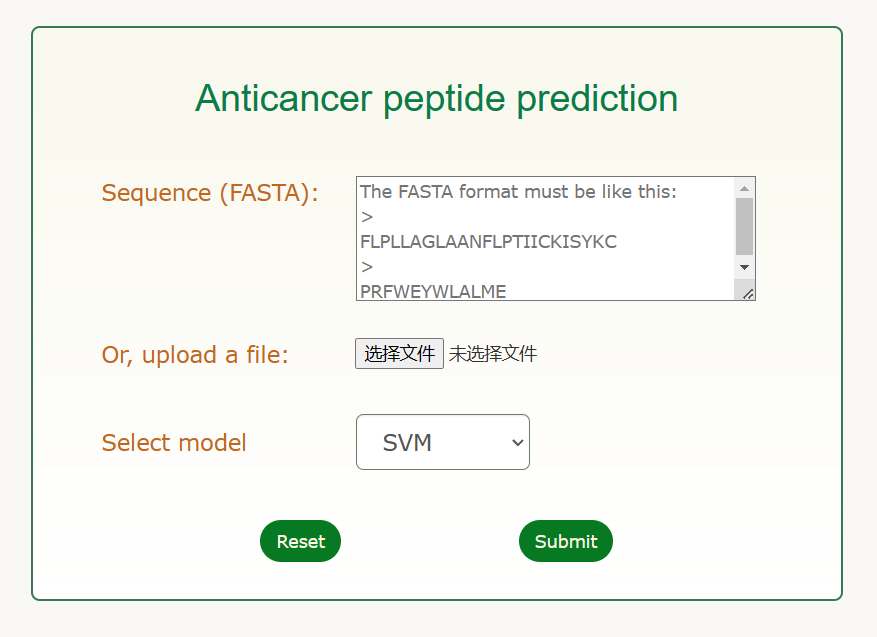 Anticancer peptide prediction
Sequence (FASTA):
The FASTA format must be like this:
>
FLPLLAGLAANFLPTIICKISYKC
>
PRFWEYWLALME
Or, upload a file:
选择文件 未选择文件
Select model
SVM
Reset
Submit